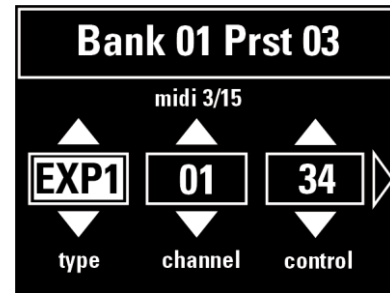 Bank 01 Prst 03
midi 3/15
EXP1 01 34
type channel control